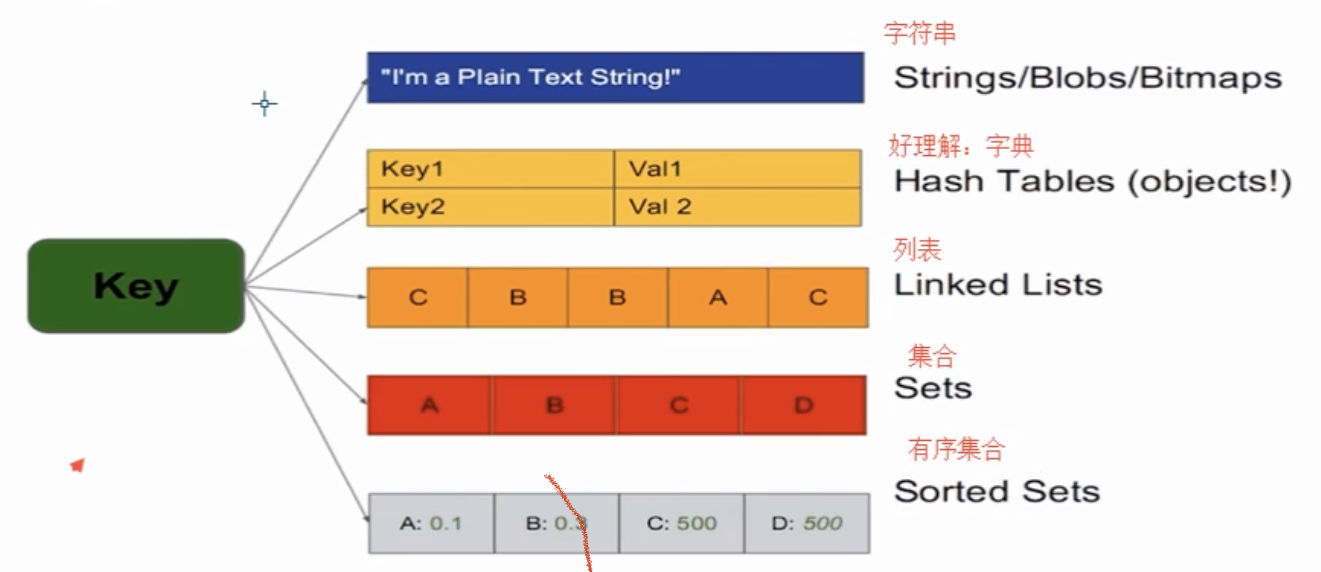 字符串
"I'm a Plain Text String!"
Strings/Blobs/Bitmaps
好理解：字典
Key1 Val1
Hash Tables (objects!)
Key2 Val 2
列表
Key
C B B A C
Linked Lists
集合
A B C D
Sets
有序集合
Sorted Sets
A: 0.1 B: 0.3 C: 500 D: 500